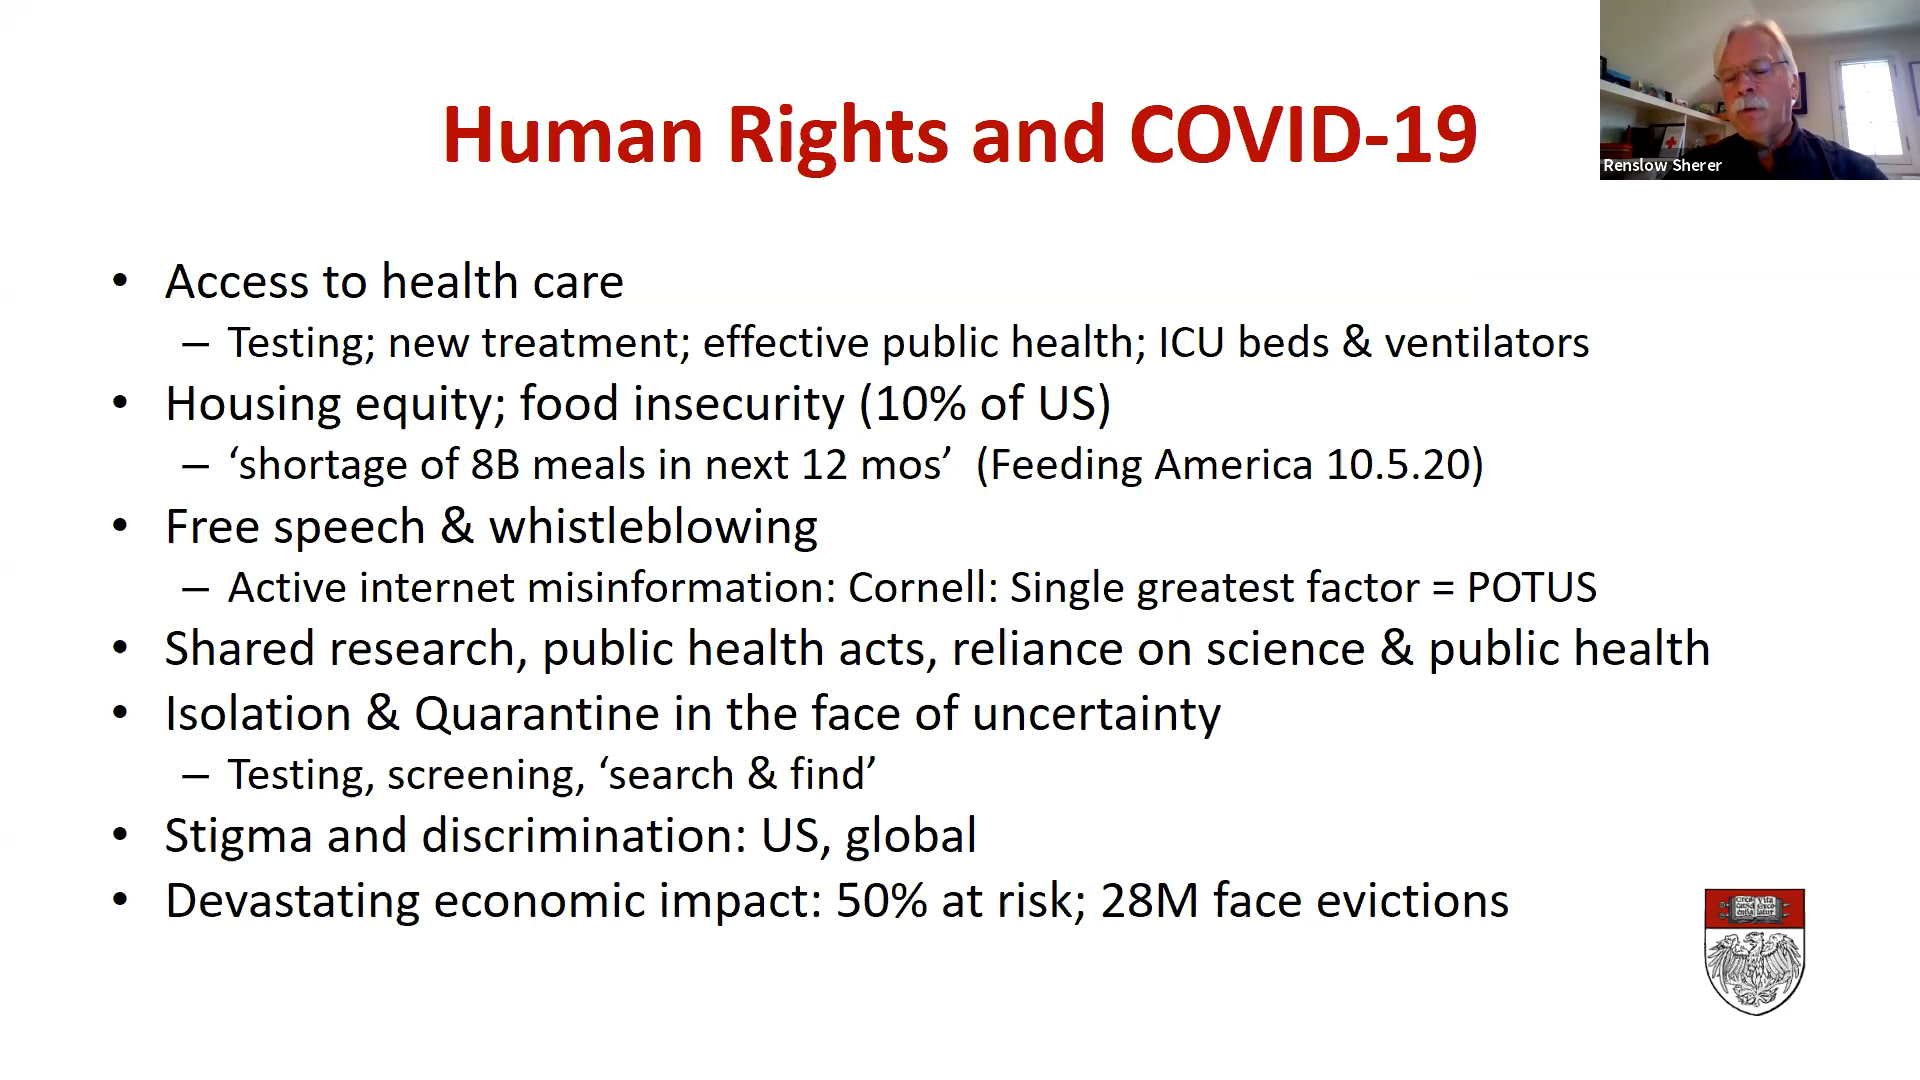 Human Rights and COVID-19
Renslow Sherer
• Access to health care
– Testing; new treatment; effective public health; ICU beds & ventilators
• Housing equity; food insecurity (10% of US)
– ‘shortage of 8B meals in next 12 mos’ (Feeding America 10.5.20)
• Free speech & whistleblowing
– Active internet misinformation: Cornell: Single greatest factor = POTUS
• Shared research, public health acts, reliance on science & public health
• Isolation & Quarantine in the face of uncertainty
– Testing, screening, ‘search & find’
• Stigma and discrimination: US, global
• Devastating economic impact: 50% at risk; 28M face evictions